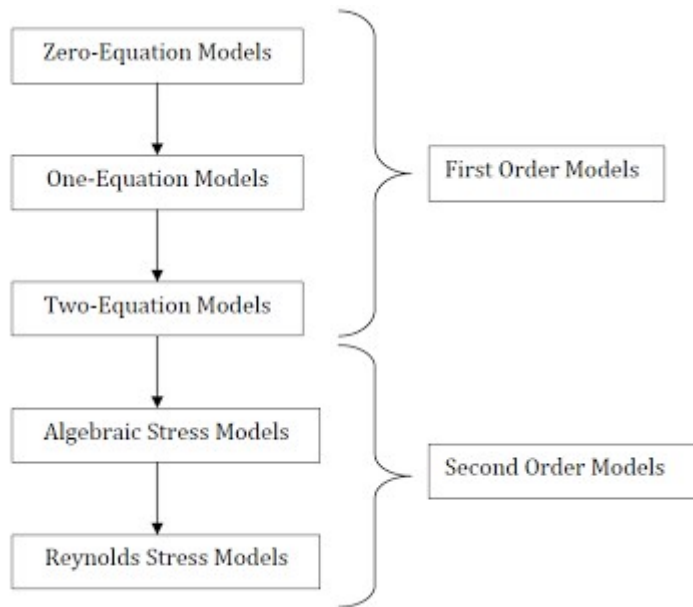 Zero-Equation Models
One-Equation Models
First Order Models
Two-Equation Models
Algebraic Stress Models
Second Order Models
Reynolds Stress Models